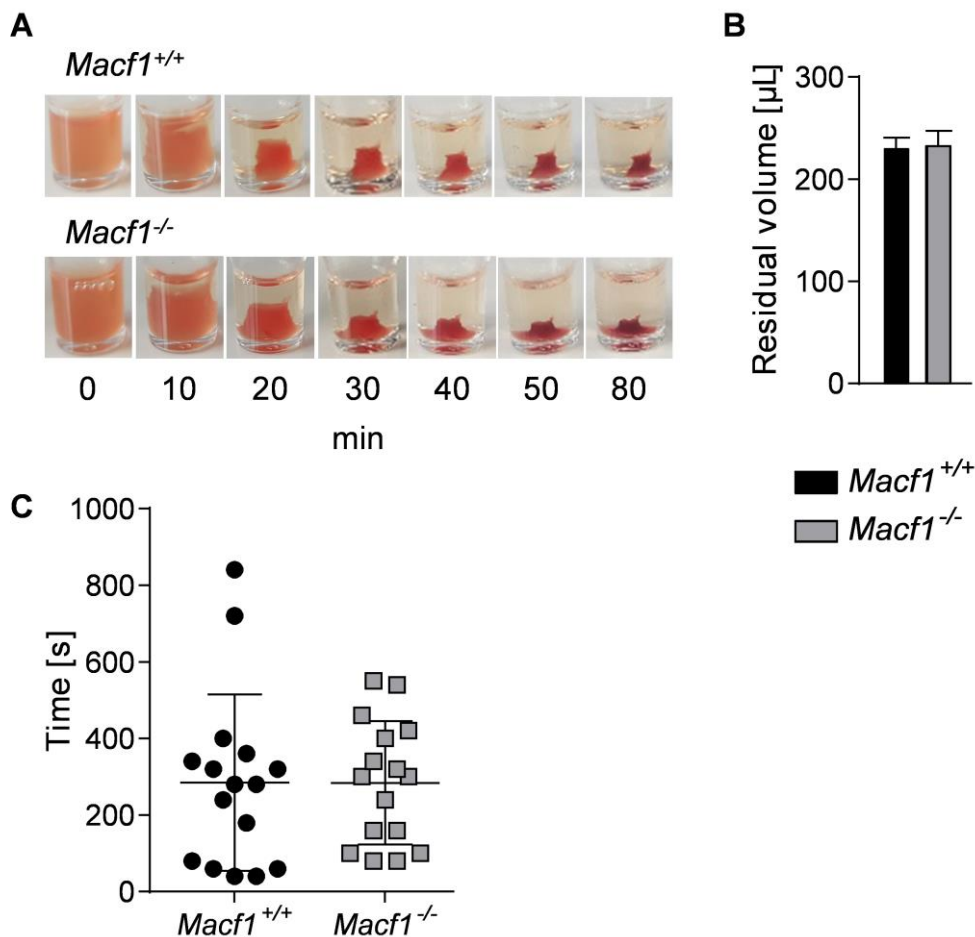 A
Macf1+/+
Macf1-/-
0 10 20 30 40 50 80
min
B
Residual volume [µL]
300
200
100
0
Macf1+/+
Macf1-/-
C
Time [s]
1000
800
600
400
200
0
Macf1+/+ Macf1-/-